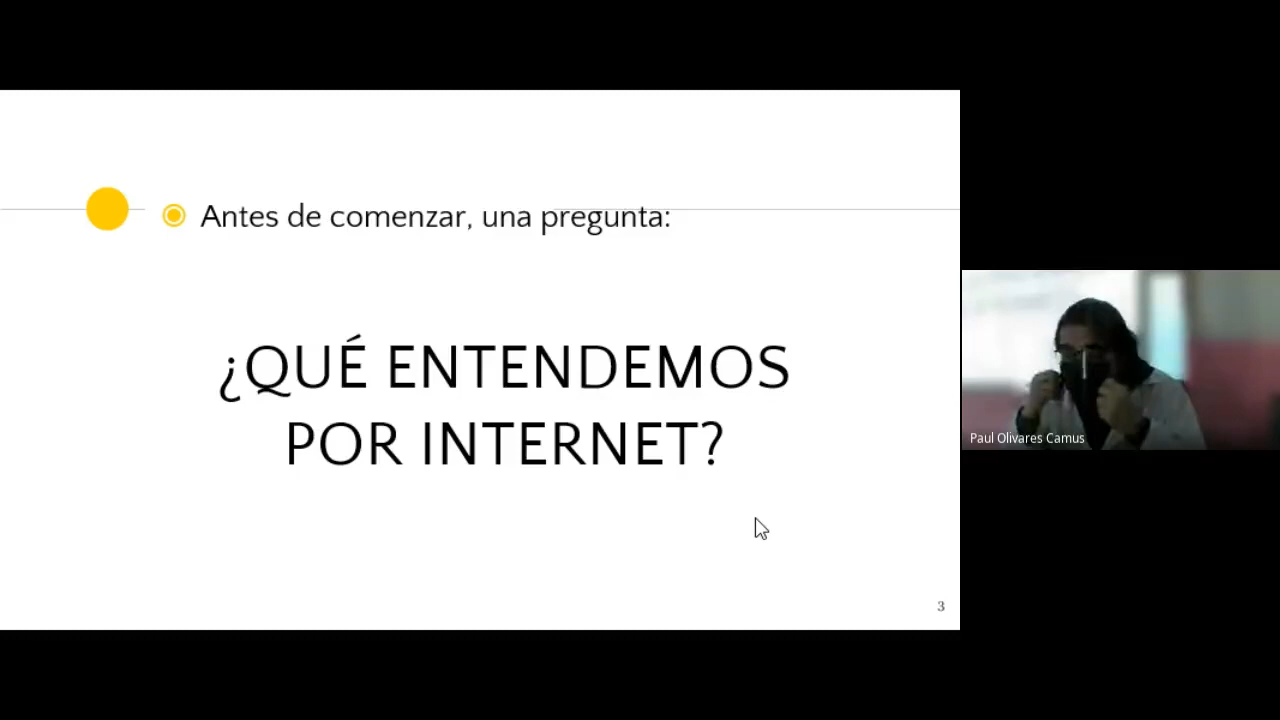 Antes de comenzar, una pregunta:
¿QUÉ ENTENDEMOS
POR INTERNET?
3
Paul Olivares Camus